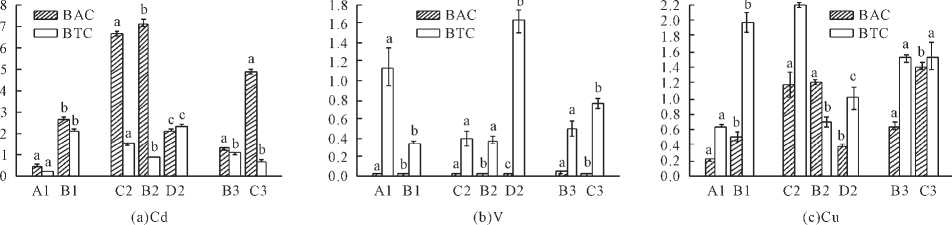 8
7
6
5
4
3
2
1
0
BAC
BTC
a
a
b
b
a
a
b
b
c
c
a
a
a
b
A1
B1
C2
B2
D2
B3
C3
(a)Cd
1.8
1.6
1.4
1.2
1.0
0.8
0.6
0.4
0.2
0.0
BAC
BTC
a
a
b
b
c
a
b
a
c
b
a
a
b
b
A1
B1
C2
B2
D2
B3
C3
(b)V
2.2
2.0
1.8
1.6
1.4
1.2
1.0
0.8
0.6
0.4
0.2
0.0
BAC
BTC
a
a
b
b
a
a
b
b
c
a
a
a
A1
B1
C2
B2
D2
B3
C3
(c)Cu